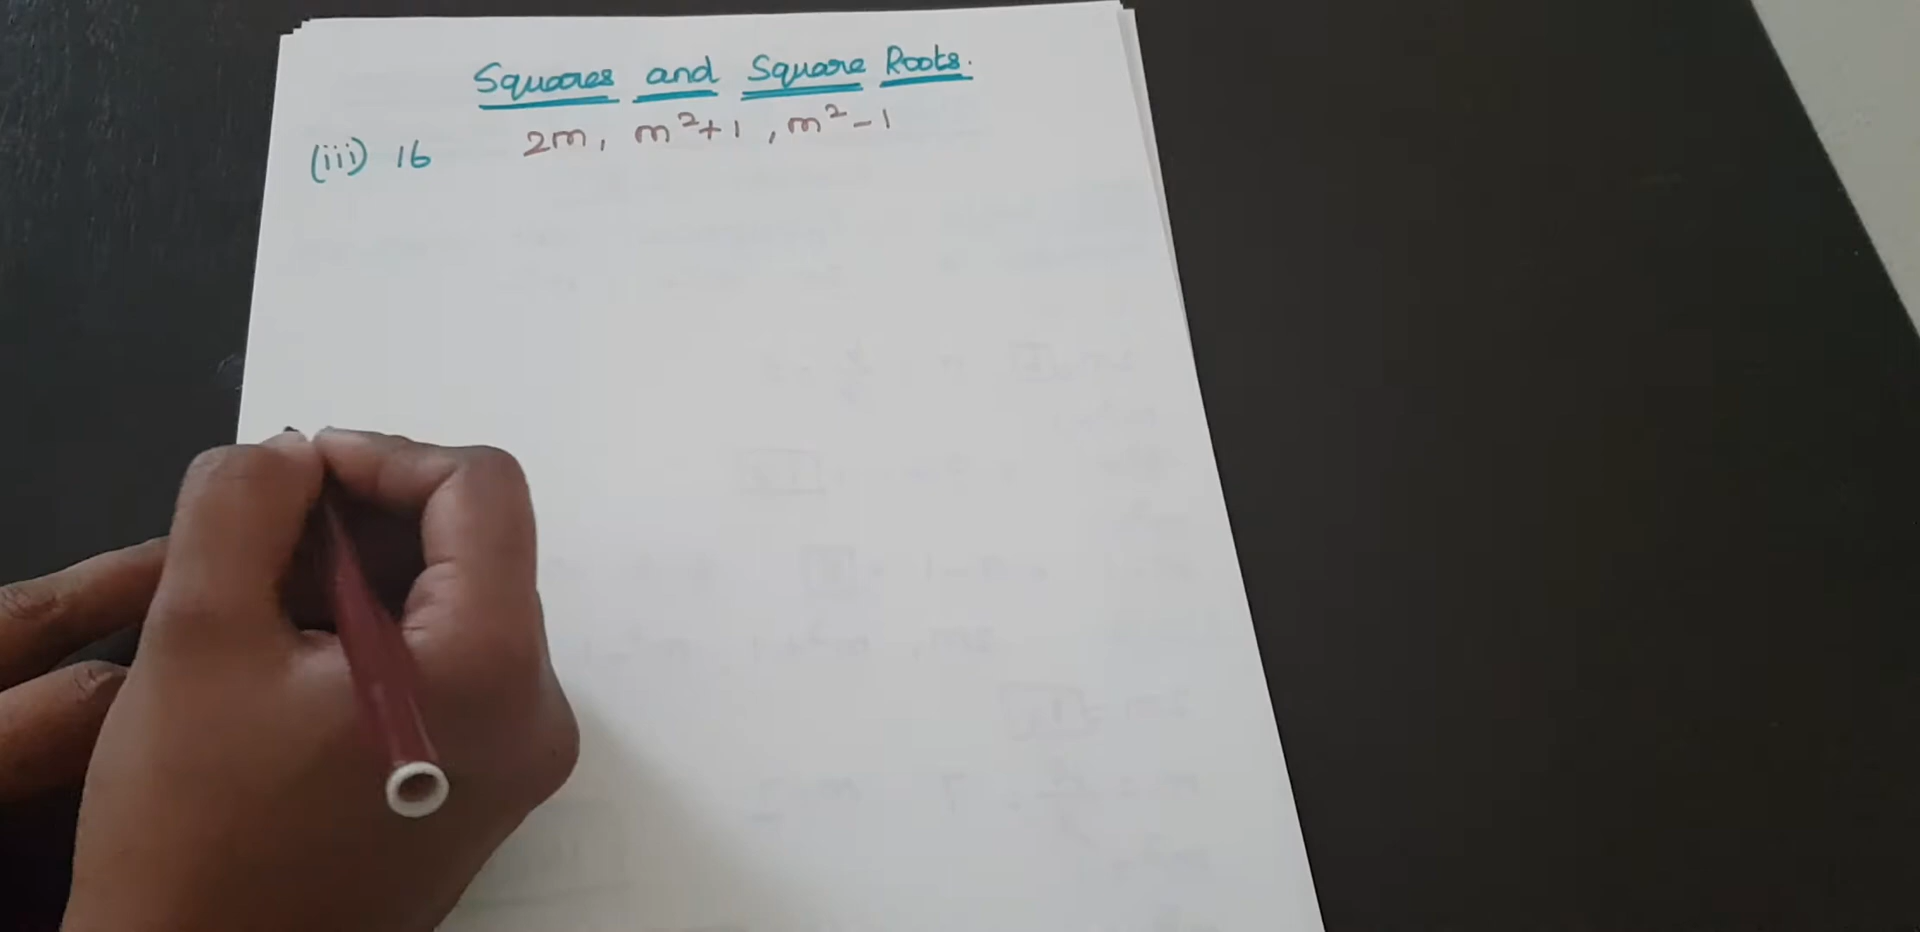 Squares and Square Roots.
2m, m²+1, m²-1
(iii) 16